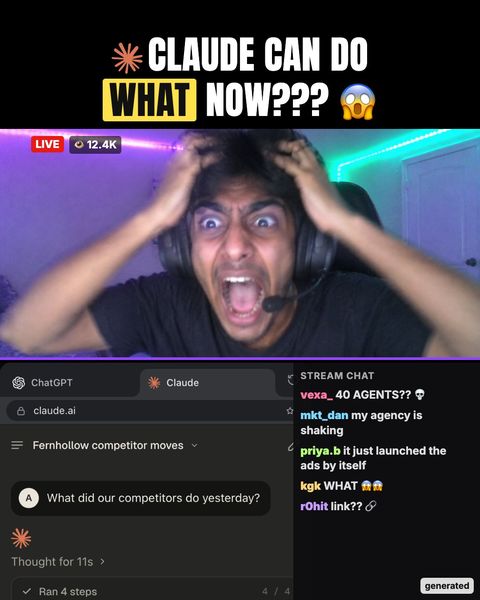 CLAUDE CAN DO
WHAT NOW??? 😱
LIVE
12.4K
ChatGPT
Claude
claude.ai
Fernhollow competitor moves
A
What did our competitors do yesterday?
Thought for 11s
Ran 4 steps
4 / 4
STREAM CHAT
vexa_ 40 AGENTS?? 💀
mkt_dan my agency is
shaking
priya.b it just launched the
ads by itself
kgk WHAT 😱😱
r0hit link?? 🔗
generated